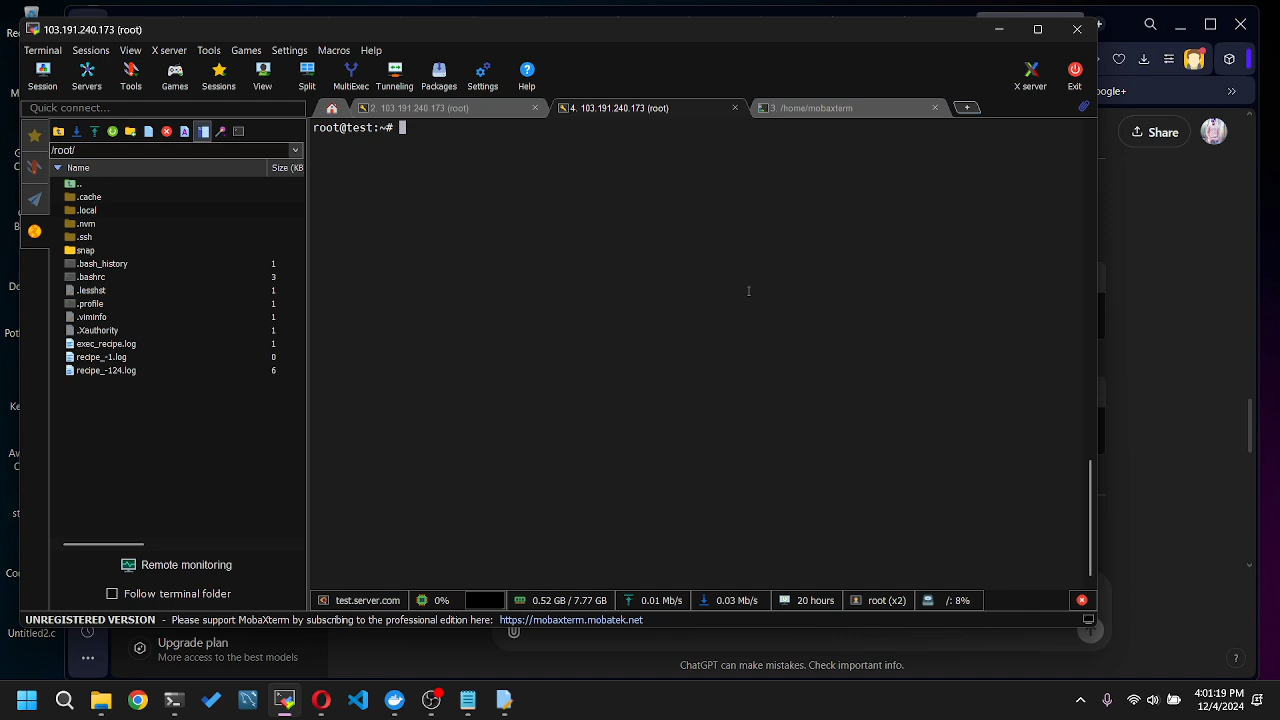 103.191.240.173 (root)
Terminal Sessions View X server Tools Games Settings Macros Help
Session Servers Tools Games Sessions View Split MultiExec Tunneling Packages Settings Help X server Exit
Quick connect...
2. 103.191.240.173 (root)
4. 103.191.240.173 (root)
3. /home/mobaxterm
/root/
Name Size (KB
..
.cache
.local
.nvm
.ssh
snap
.bash_history 1
.bashrc 3
.lesshst 1
.profile 1
.viminfo 1
.Xauthority 1
exec_recipe.log 1
recipe_-1.log 0
recipe_-124.log 6
root@test:~#
Remote monitoring
Follow terminal folder
test.server.com 0% 0.52 GB / 7.77 GB 0.01 Mb/s 0.03 Mb/s 20 hours root (x2) /: 8%
UNREGISTERED VERSION - Please support MobaXterm by subscribing to the professional edition here: https://mobaxterm.mobatek.net
Share
Untitled2.c
Upgrade plan
More access to the best models
ChatGPT can make mistakes. Check important info.
?
4:01:19 PM
12/4/2024